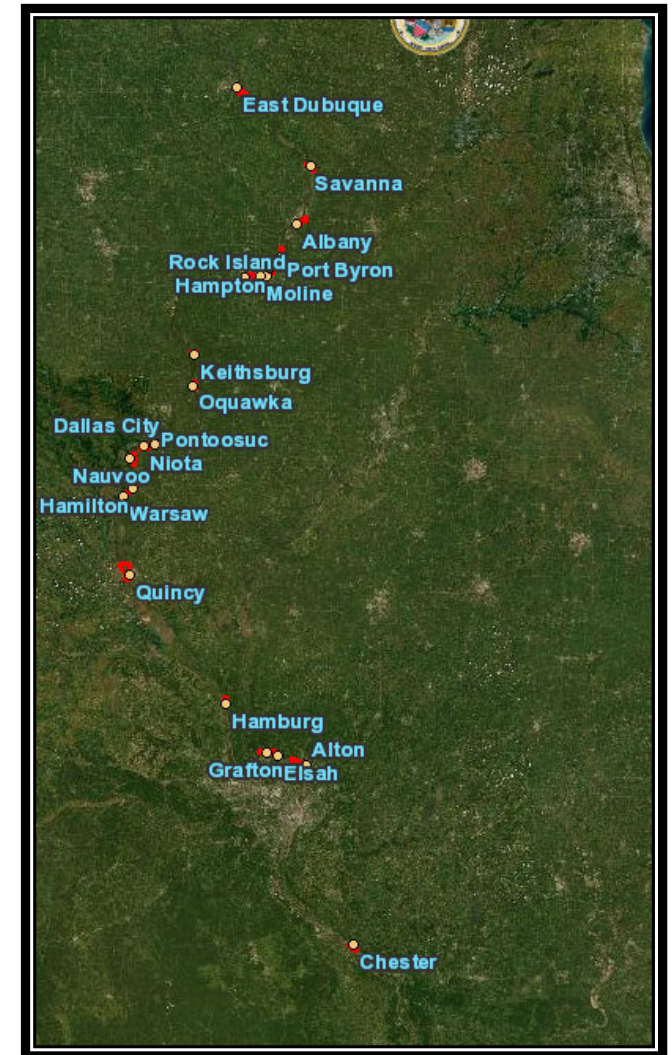 East Dubuque
Savanna
Albany
Rock Island
Port Byron
Hampton
Moline
Keithsburg
Oquawka
Dallas City
Pontoosuc
Niota
Nauvoo
Hamilton
Warsaw
Quincy
Hamburg
Alton
Grafton
Elsah
Chester